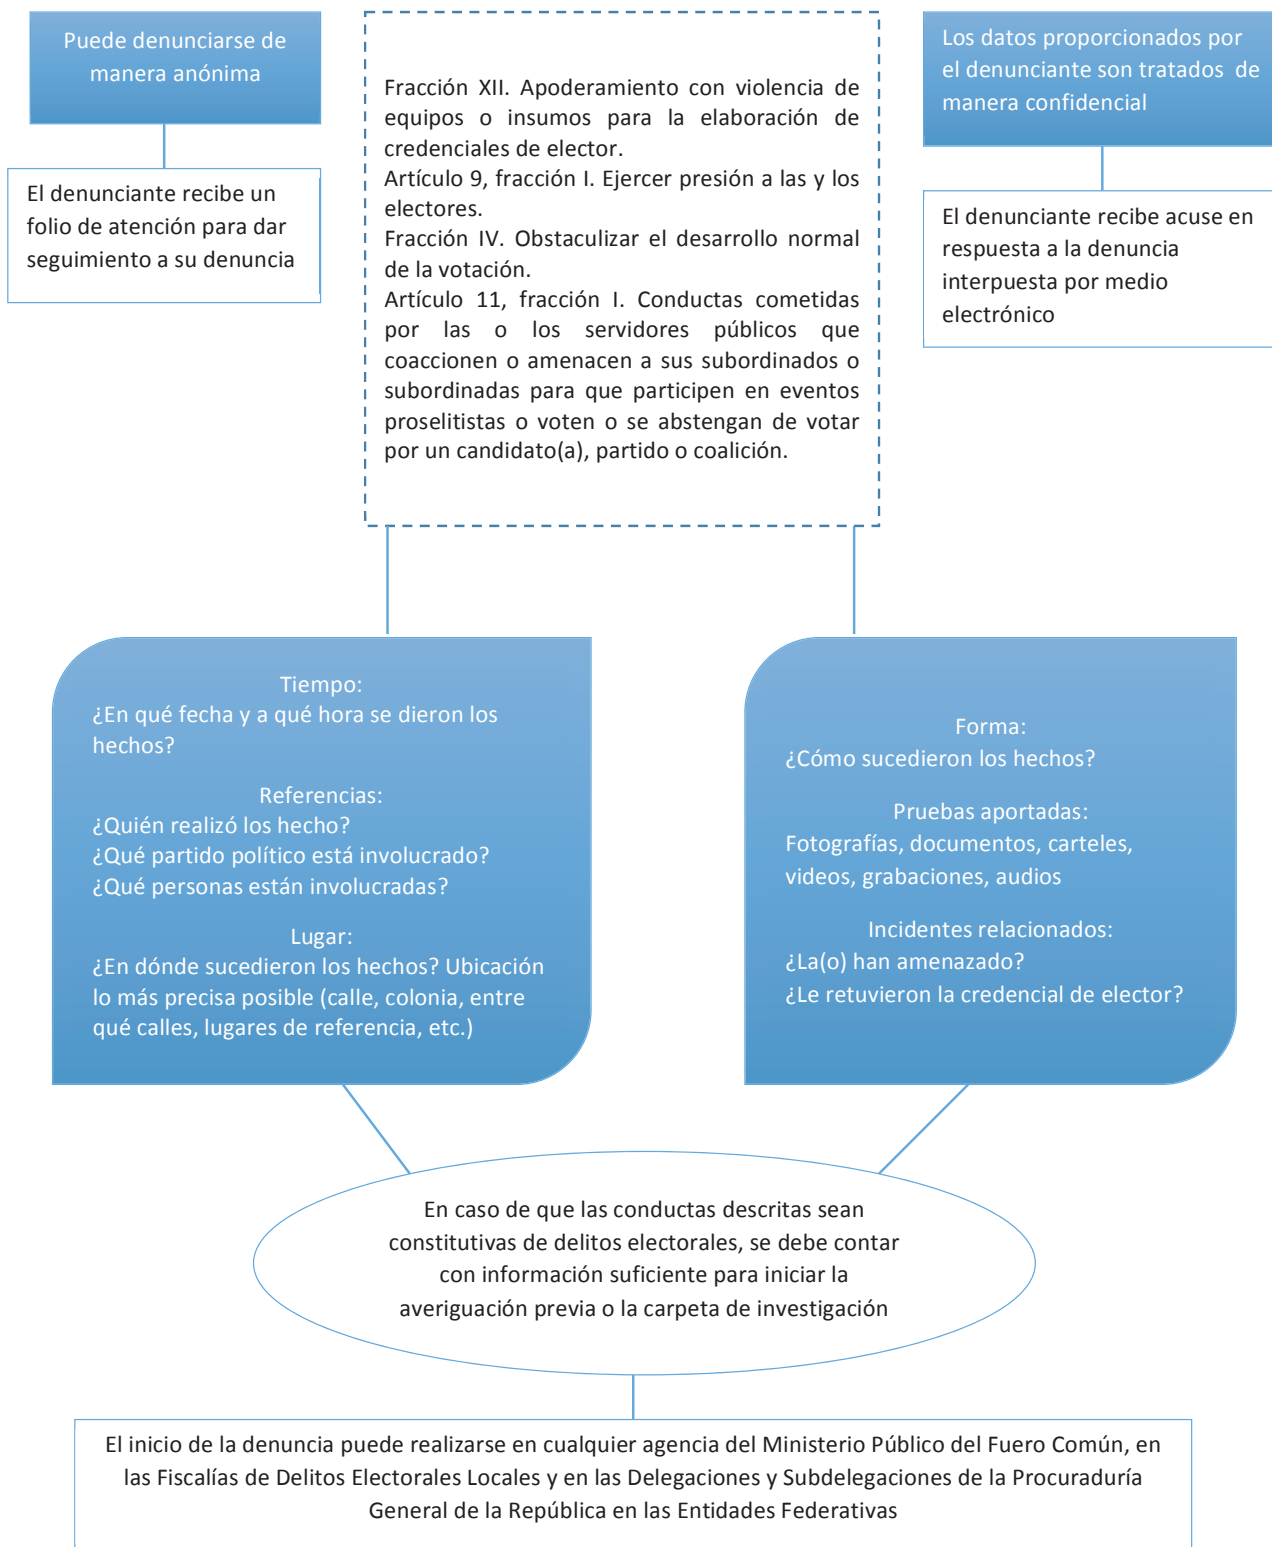 Puede denunciarse de
manera anónima
El denunciante recibe un
folio de atención para dar
seguimiento a su denuncia
Fracción XII. Apoderamiento con violencia de
equipos o insumos para la elaboración de
credenciales de elector.
Artículo 9, fracción I. Ejercer presión a las y los
electores.
Fracción IV. Obstaculizar el desarrollo normal
de la votación.
Artículo 11, fracción I. Conductas cometidas
por las o los servidores públicos que
coaccionen o amenacen a sus subordinados o
subordinadas para que participen en eventos
proselitistas o voten o se abstengan de votar
por un candidato(a), partido o coalición.
Los datos proporcionados por
el denunciante son tratados de
manera confidencial
El denunciante recibe acuse en
respuesta a la denuncia
interpuesta por medio
electrónico
Tiempo:
¿En qué fecha y a qué hora se dieron los
hechos?
Referencias:
¿Quién realizó los hecho?
¿Qué partido político está involucrado?
¿Qué personas están involucradas?
Lugar:
¿En dónde sucedieron los hechos? Ubicación
lo más precisa posible (calle, colonia, entre
qué calles, lugares de referencia, etc.)
Forma:
¿Cómo sucedieron los hechos?
Pruebas aportadas:
Fotografías, documentos, carteles,
videos, grabaciones, audios
Incidentes relacionados:
¿La(o) han amenazado?
¿Le retuvieron la credencial de elector?
En caso de que las conductas descritas sean
constitutivas de delitos electorales, se debe contar
con información suficiente para iniciar la
averiguación previa o la carpeta de investigación
El inicio de la denuncia puede realizarse en cualquier agencia del Ministerio Público del Fuero Común, en
las Fiscalías de Delitos Electorales Locales y en las Delegaciones y Subdelegaciones de la Procuraduría
General de la República en las Entidades Federativas